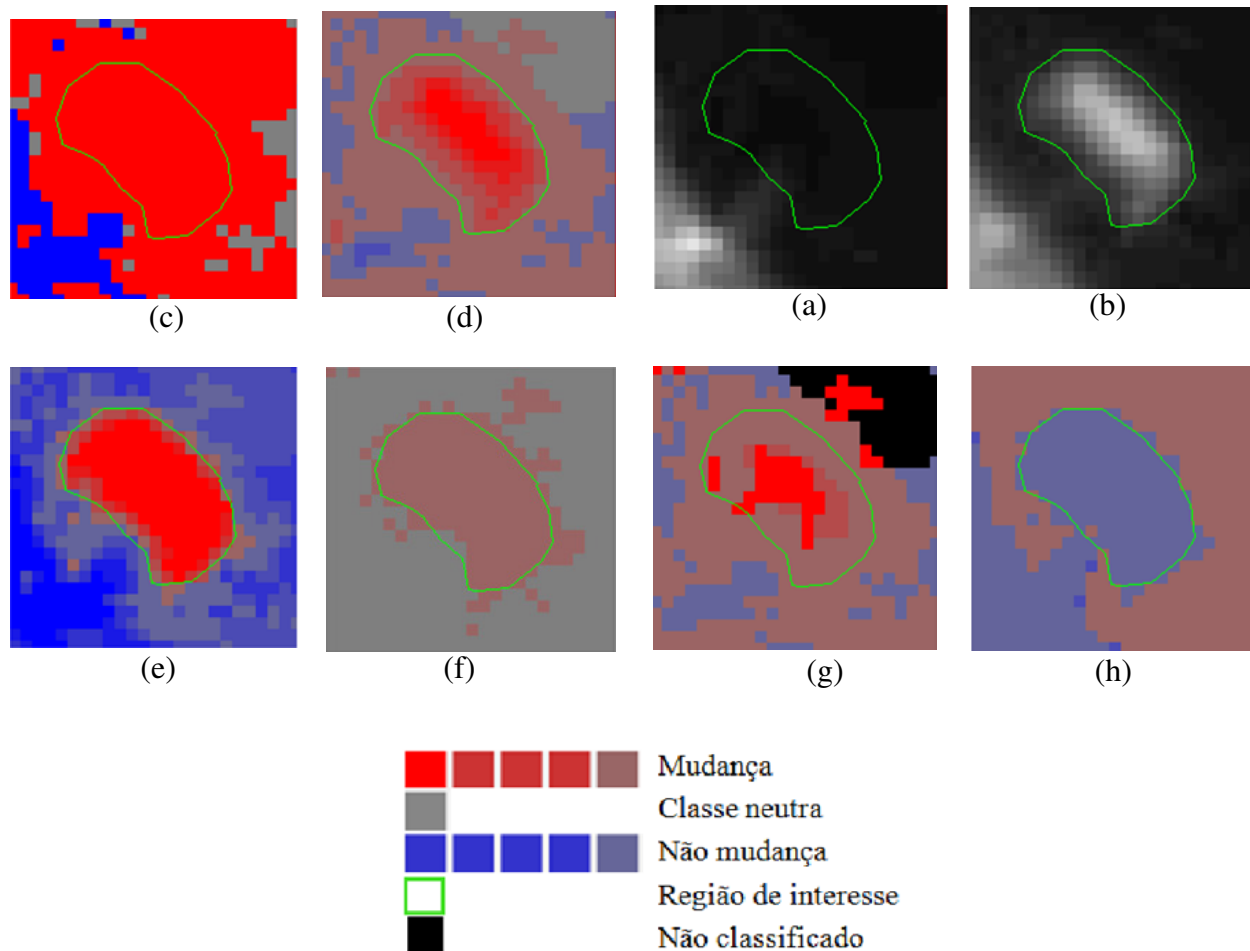 (c)
(d)
(a)
(b)
(e)
(f)
(g)
(h)
Mudança
Classe neutra
Não mudança
Região de interesse
Não classificado